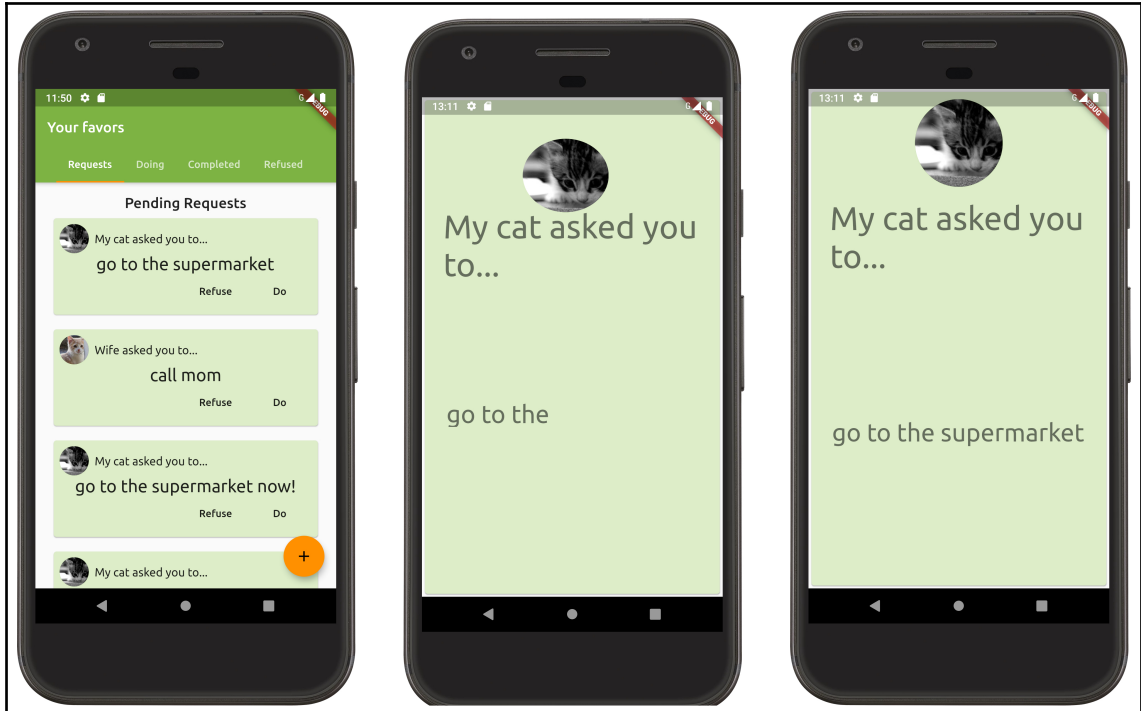 11:50
G
DEBUG
Your favors
Requests Doing Completed Refused
Pending Requests
My cat asked you to...
go to the supermarket
Refuse Do
Wife asked you to...
call mom
Refuse Do
My cat asked you to...
go to the supermarket now!
Refuse Do
My cat asked you to...
+
13:11
G
DEBUG
My cat asked you
to...
go to the
13:11
G
DEBUG
My cat asked you
to...
go to the supermarket